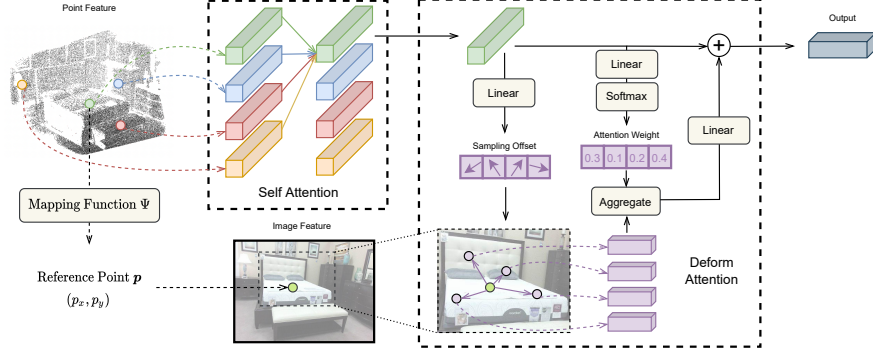 Point Feature
Output
Linear
Linear
Softmax
Linear
Sampling Offset
Attention Weight
0.3 0.1 0.2 0.4
Self Attention
Mapping Function Ψ
Aggregate
Image Feature
Reference Point p
(pₓ, pᵧ)
Deform
Attention